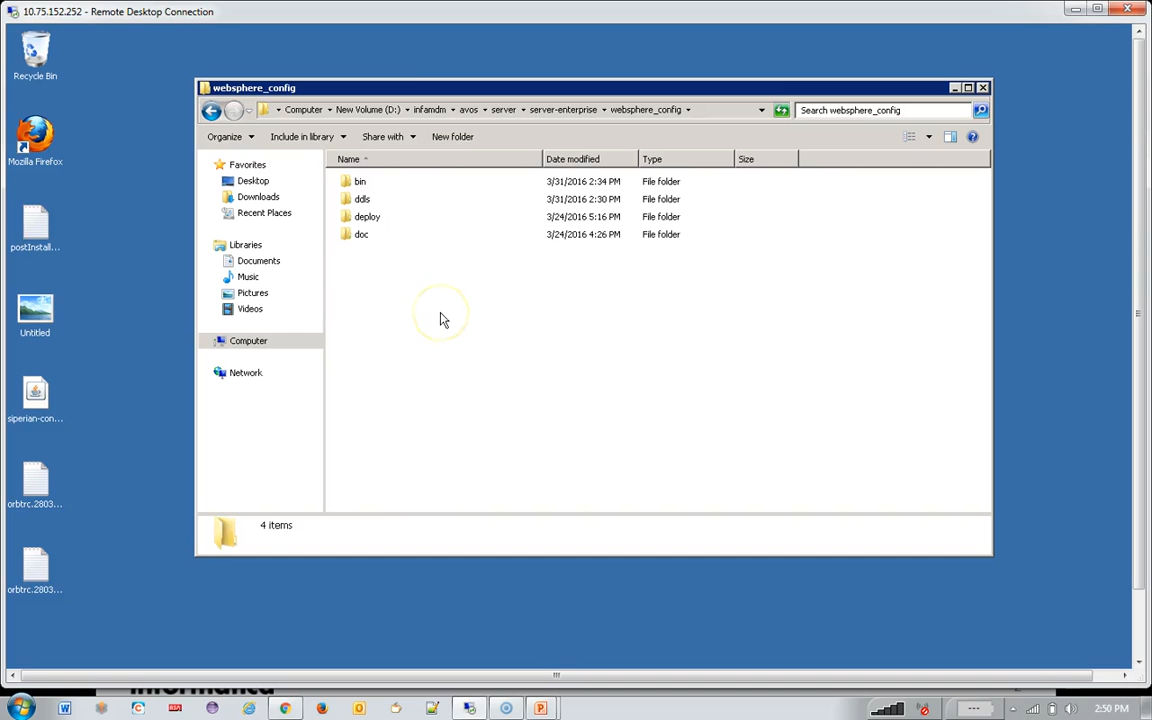 10.75.152.252 - Remote Desktop Connection
Recycle Bin
Mozilla Firefox
postInstall...
Untitled
siperian-con...
orbtrc.2803...
orbtrc.2803...
websphere_config
Computer New Volume (D:) infamdm avos server server-enterprise websphere_config
Search websphere_config
Organize Include in library Share with New folder
Favorites
Desktop
Downloads
Recent Places
Libraries
Documents
Music
Pictures
Videos
Computer
Network
Name Date modified Type Size
bin 3/31/2016 2:34 PM File folder
ddls 3/31/2016 2:30 PM File folder
deploy 3/24/2016 5:16 PM File folder
doc 3/24/2016 4:26 PM File folder
4 items
2:50 PM